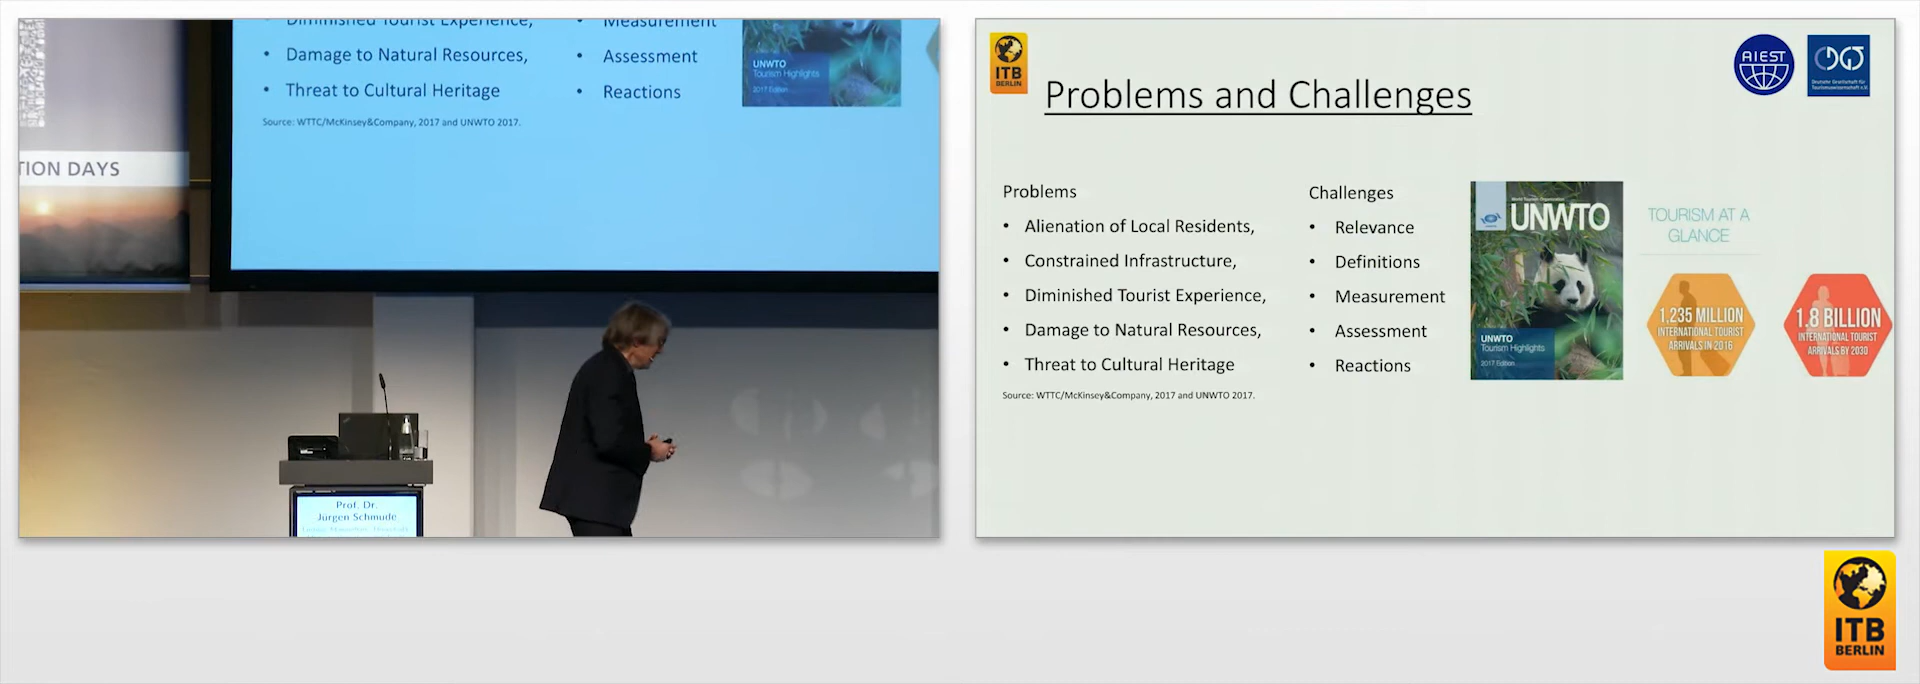 Diminished Tourist Experience,
• Damage to Natural Resources,
• Threat to Cultural Heritage
Source: WTTC/McKinsey&Company, 2017 and UNWTO 2017.
• Measurement
• Assessment
• Reactions
UNWTO
Tourism Highlights
2017 Edition
TION DAYS
Prof. Dr.
Jürgen Schmude
ITB
BERLIN
Problems and Challenges
AIEST
DGT
Deutsche Gesellschaft für
Tourismuswissenschaft e.V.
Problems
• Alienation of Local Residents,
• Constrained Infrastructure,
• Diminished Tourist Experience,
• Damage to Natural Resources,
• Threat to Cultural Heritage
Source: WTTC/McKinsey&Company, 2017 and UNWTO 2017.
Challenges
• Relevance
• Definitions
• Measurement
• Assessment
• Reactions
World Tourism Organization
UNWTO
UNWTO
Tourism Highlights
2017 Edition
TOURISM AT A
GLANCE
1,235 MILLION
INTERNATIONAL TOURIST
ARRIVALS IN 2016
1.8 BILLION
INTERNATIONAL TOURIST
ARRIVALS BY 2030
ITB
BERLIN